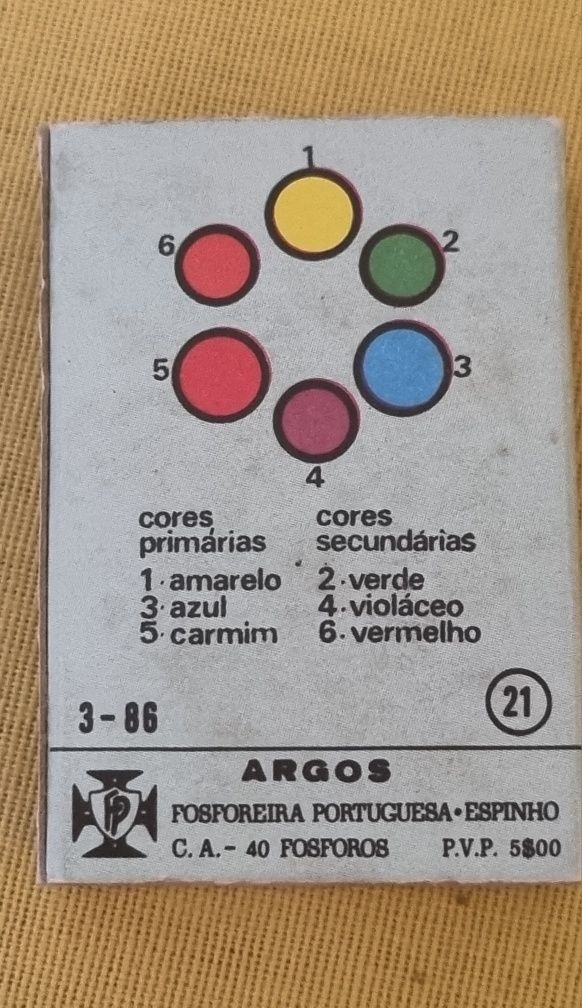 1
6
2
5
3
4
cores cores
primárias secundárias
1·amarelo 2·verde
3·azul 4·violáceo
5·carmim 6·vermelho
3-86
21
ARGOS
FOSFOREIRA PORTUGUESA•ESPINHO
C. A.- 40 FOSFOROS P.V.P. 5$00
FP